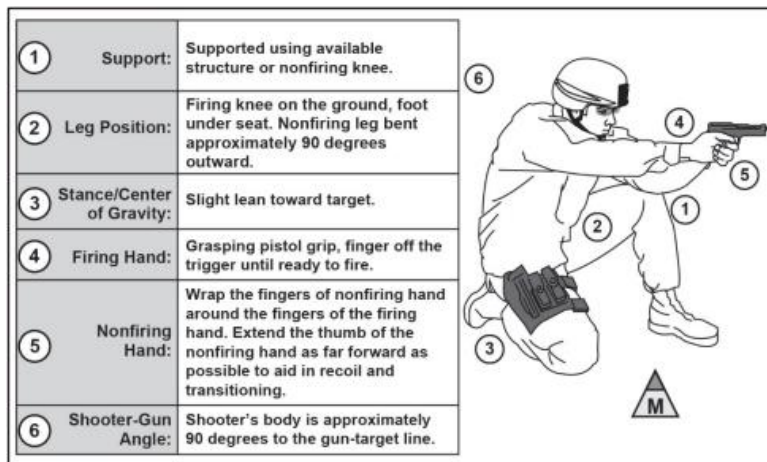 1 Support: Supported using available
structure or nonfiring knee.
2 Leg Position: Firing knee on the ground, foot
under seat. Nonfiring leg bent
approximately 90 degrees
outward.
3 Stance/Center
of Gravity: Slight lean toward target.
4 Firing Hand: Grasping pistol grip, finger off the
trigger until ready to fire.
5 Nonfiring
Hand: Wrap the fingers of nonfiring hand
around the fingers of the firing
hand. Extend the thumb of the
nonfiring hand as far forward as
possible to aid in recoil and
transitioning.
6 Shooter-Gun
Angle: Shooter's body is approximately
90 degrees to the gun-target line.
6
4
5
2
1
3
M